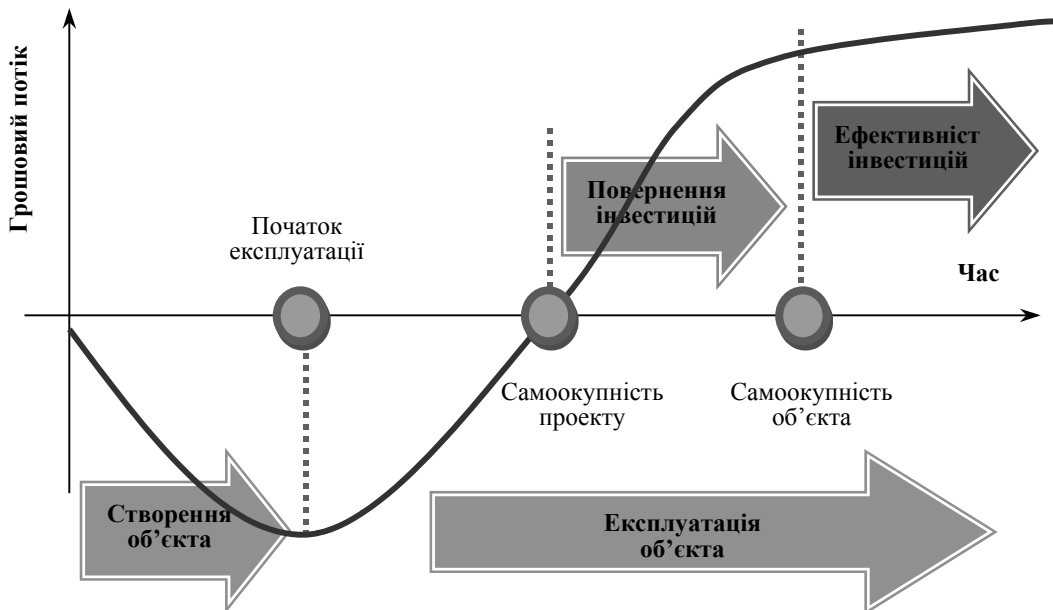 Грошовий потік
Ефективніст
інвестицій
Повернення
інвестицій
Початок
експлуатації
Час
Самоокупність
проекту
Самоокупність
об’єкта
Створення
об’єкта
Експлуатація
об’єкта